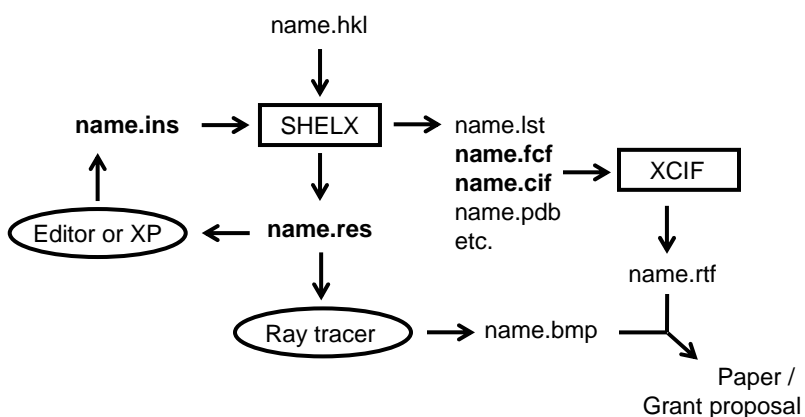 name.hkl
name.ins
SHELX
name.lst
name.fcf
name.cif
name.pdb
etc.
XCIF
Editor or XP
name.res
name.rtf
Ray tracer
name.bmp
Paper /
Grant proposal